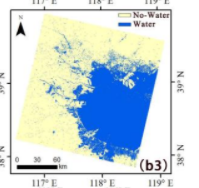 117° E 118° E 119° E
N
No-Water
Water
39° N 39° N
38° N 38° N
0 30 60
km
(b3)
117° E 118° E 119° E